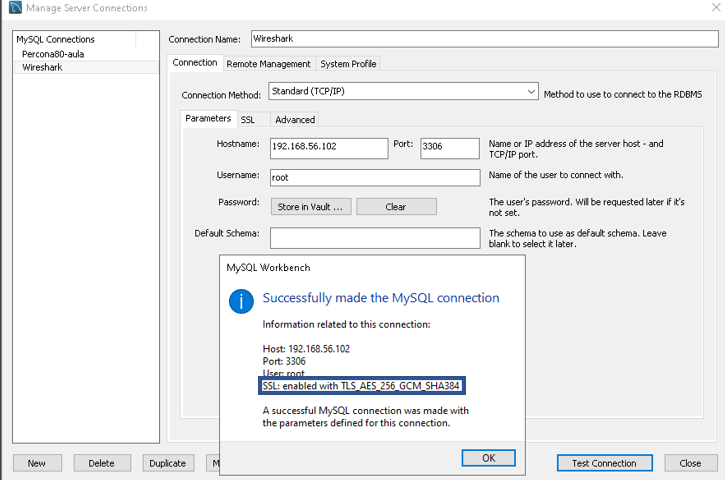 Manage Server Connections
MySQL Connections
Percona80-aula
Wireshark
Connection Name:
Wireshark
Connection
Remote Management
System Profile
Connection Method:
Standard (TCP/IP)
Method to use to connect to the RDBMS
Parameters
SSL
Advanced
Hostname:
192.168.56.102
Port:
3306
Name or IP address of the server host - and
TCP/IP port.
Username:
root
Name of the user to connect with.
Password:
Store in Vault ...
Clear
The user's password. Will be requested later if it's
not set.
Default Schema:
The schema to use as default schema. Leave
blank to select it later.
MySQL Workbench
Successfully made the MySQL connection
Information related to this connection:
Host: 192.168.56.102
Port: 3306
User: root
SSL: enabled with TLS_AES_256_GCM_SHA384
A successful MySQL connection was made with
the parameters defined for this connection.
OK
New
Delete
Duplicate
M
Test Connection
Close